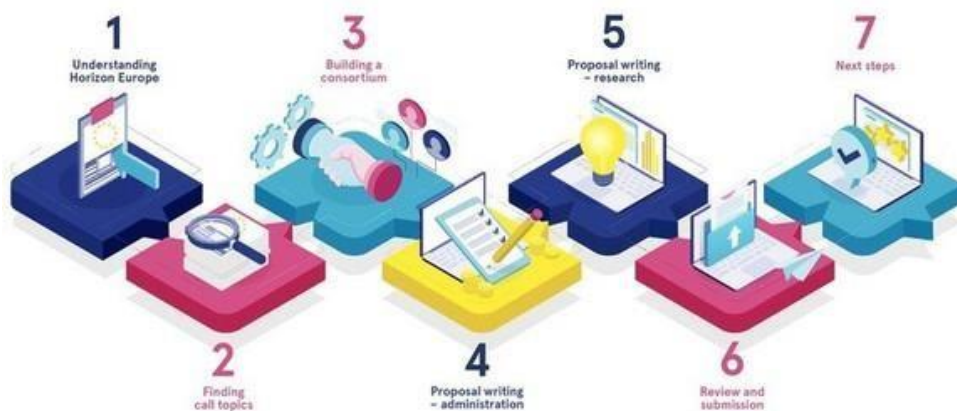 1
Understanding
Horizon Europe
2
Finding
call topics
3
Building a
consortium
4
Proposal writing
– administration
5
Proposal writing
– research
6
Review and
submission
7
Next steps